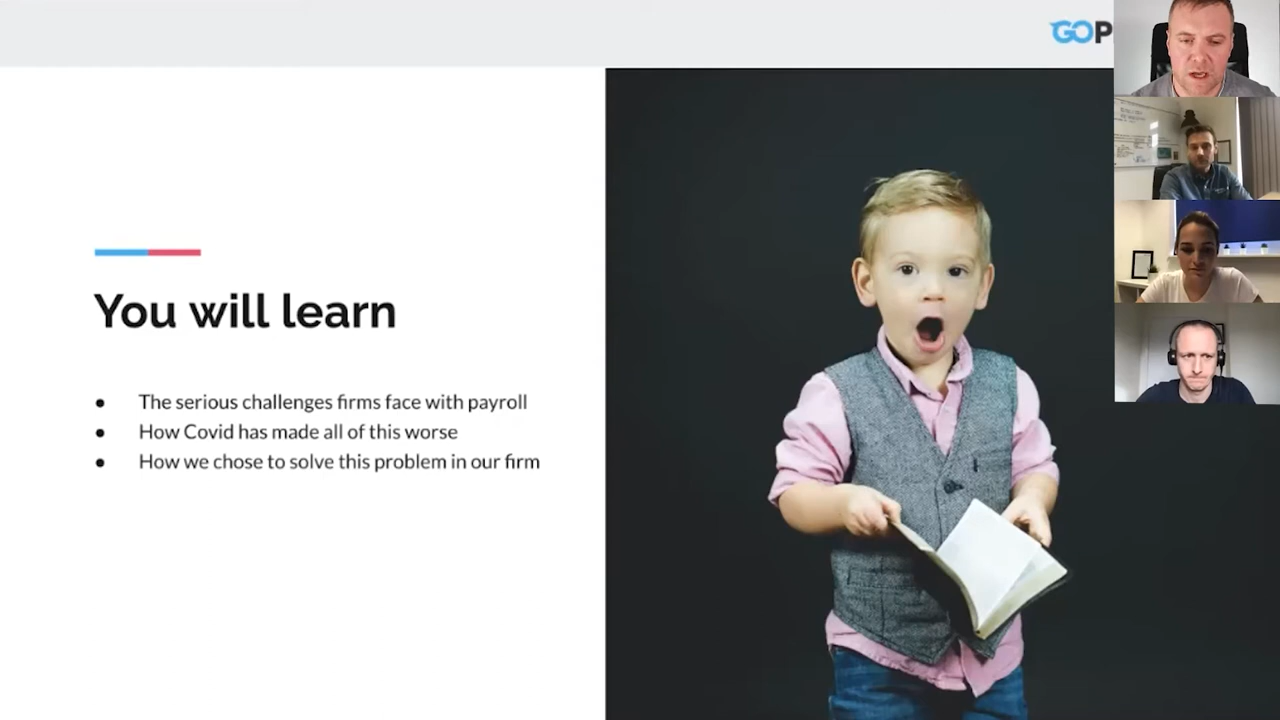 GOP
You will learn
● The serious challenges firms face with payroll
● How Covid has made all of this worse
● How we chose to solve this problem in our firm